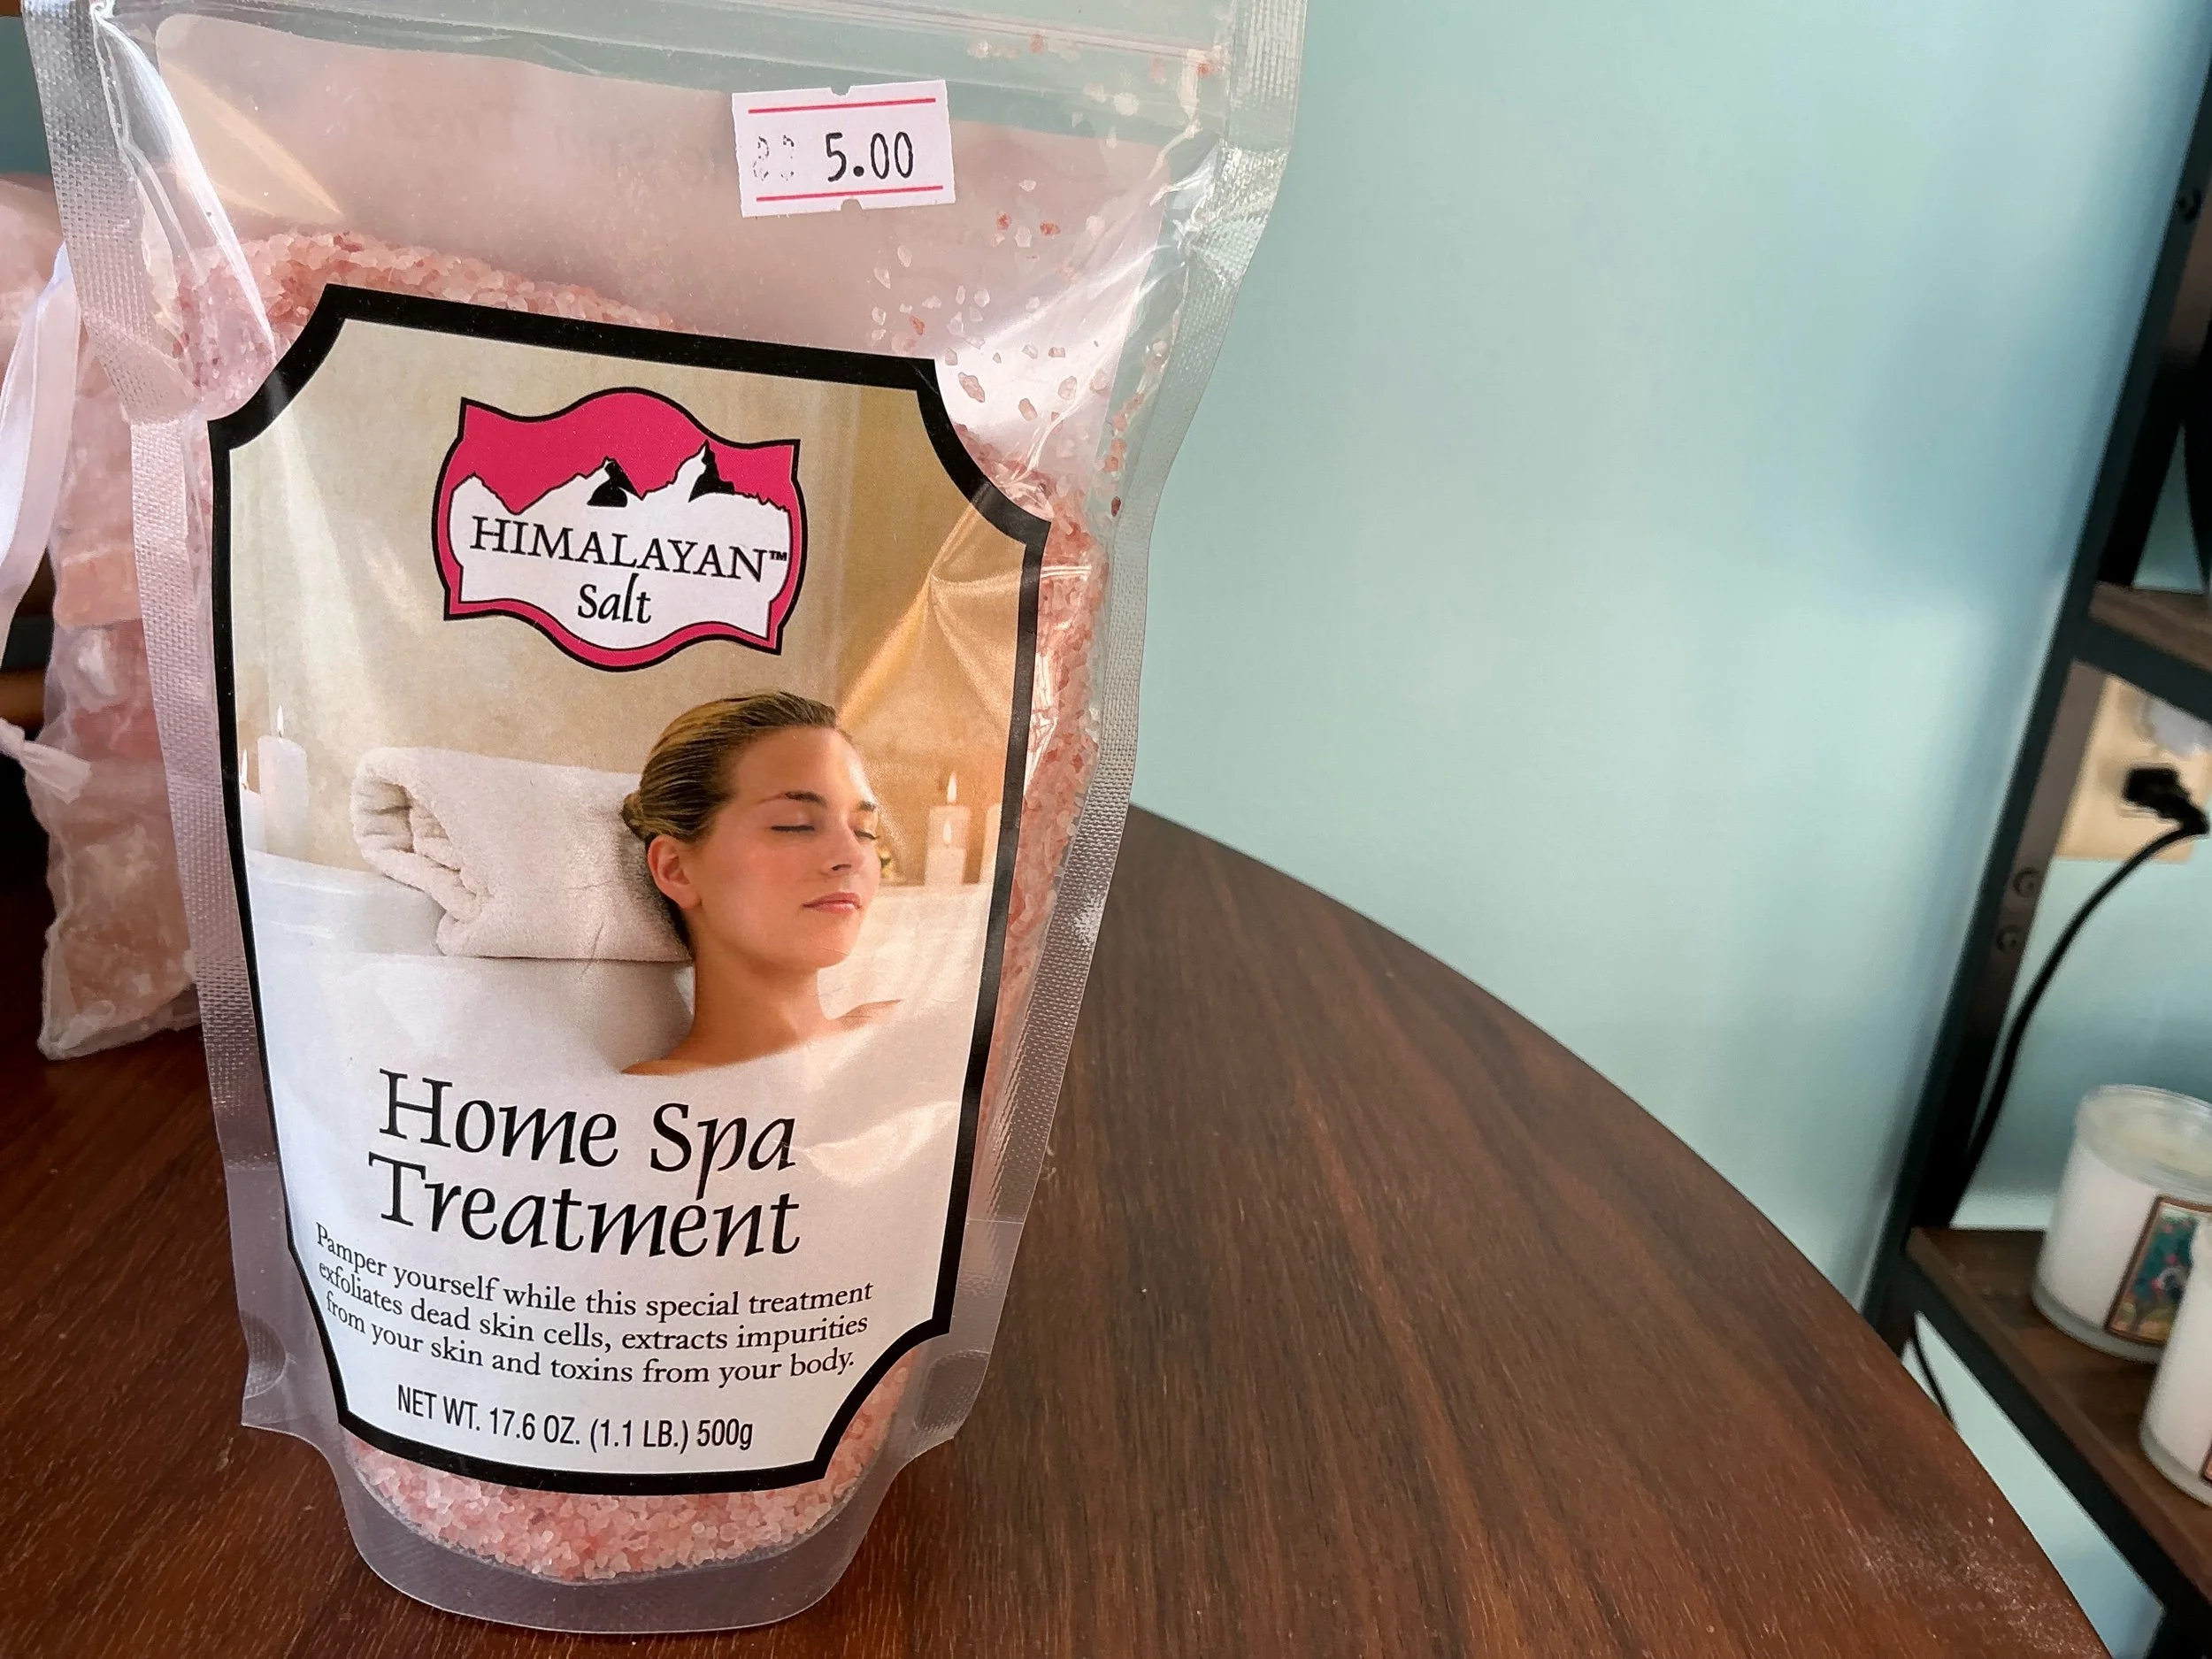 5.00
HIMALAYAN™
Salt
Home Spa
Treatment
Pamper yourself while this special treatment
exfoliates dead skin cells, extracts impurities
from your skin and toxins from your body.
NET WT. 17.6 OZ. (1.1 LB.) 500g